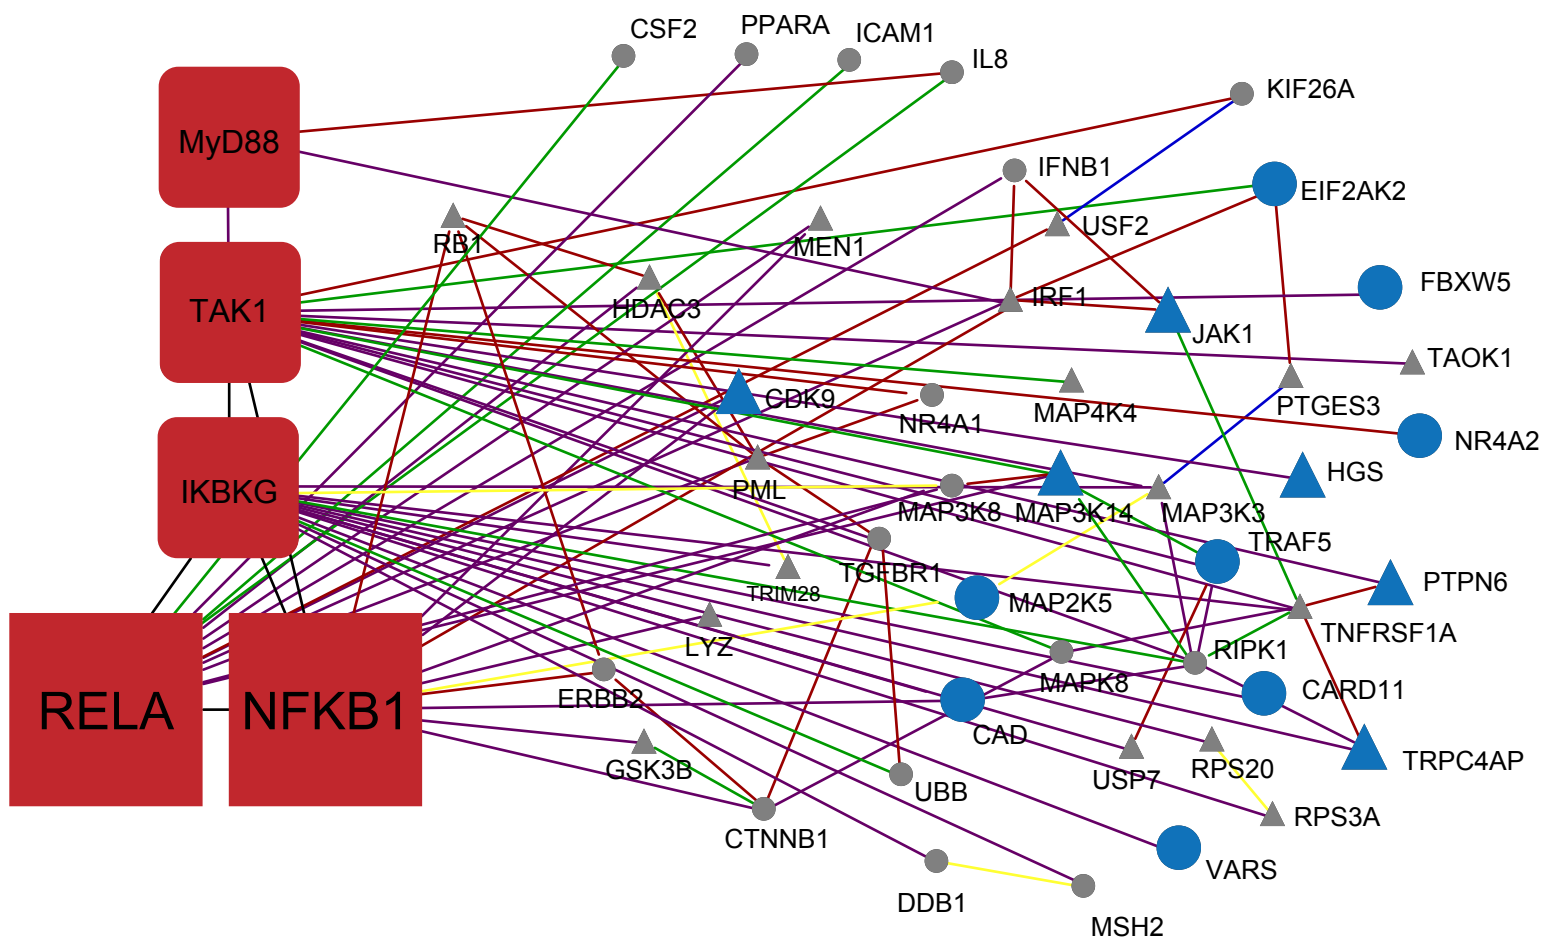 CSF2
PPARA
ICAM1
IL8
KIF26A
MyD88
IFNB1
EIF2AK2
RB1
MEN1
USF2
FBXW5
TAK1
HDAC3
IRF1
JAK1
TAOK1
CDK9
NR4A1
MAP4K4
PTGES3
NR4A2
IKBKG
PML
MAP3K8
MAP3K14
MAP3K3
HGS
TRAF5
TGFBR1
PTPN6
TRIM28
MAP2K5
TNFRSF1A
LYZ
RIPK1
MAPK8
CARD11
RELA
NFKB1
ERBB2
CAD
GSK3B
UBB
USP7
RPS20
TRPC4AP
CTNNB1
RPS3A
VARS
DDB1
MSH2